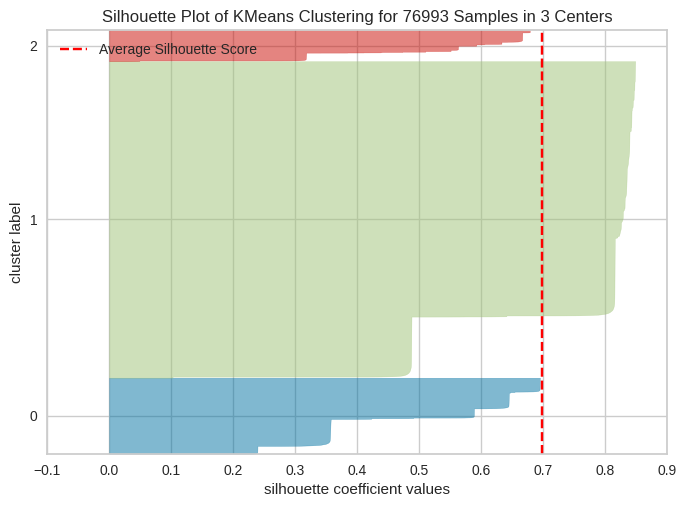 Silhouette Plot of KMeans Clustering for 76993 Samples in 3 Centers
Average Silhouette Score
2
1
0
cluster label
−0.1 0.0 0.1 0.2 0.3 0.4 0.5 0.6 0.7 0.8 0.9
silhouette coefficient values